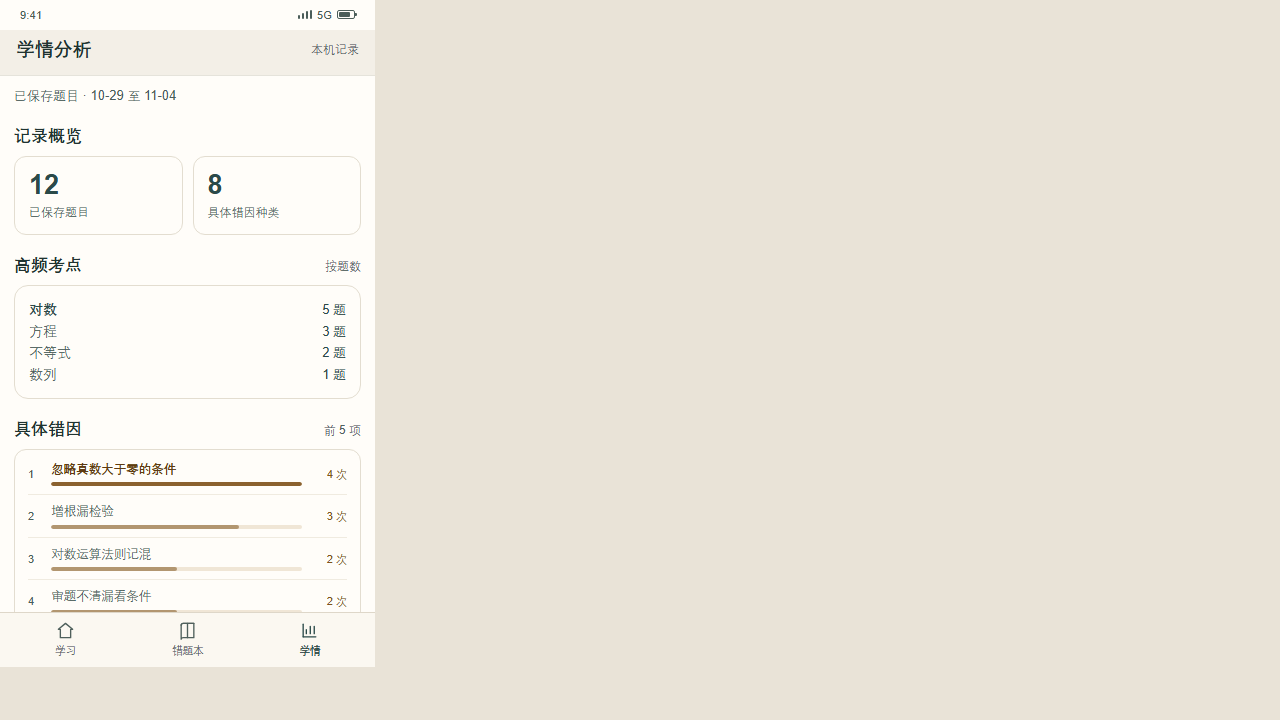 9:41 5G
学情分析 本机记录
已保存题目 · 10-29 至 11-04
记录概览
12 8
已保存题目 具体错因种类
高频考点 按题数
对数 5 题
方程 3 题
不等式 2 题
数列 1 题
具体错因 前 5 项
1 忽略真数大于零的条件 4 次
2 增根漏检验 3 次
3 对数运算法则记混 2 次
4 审题不清漏看条件 2 次
学习 错题本 学情